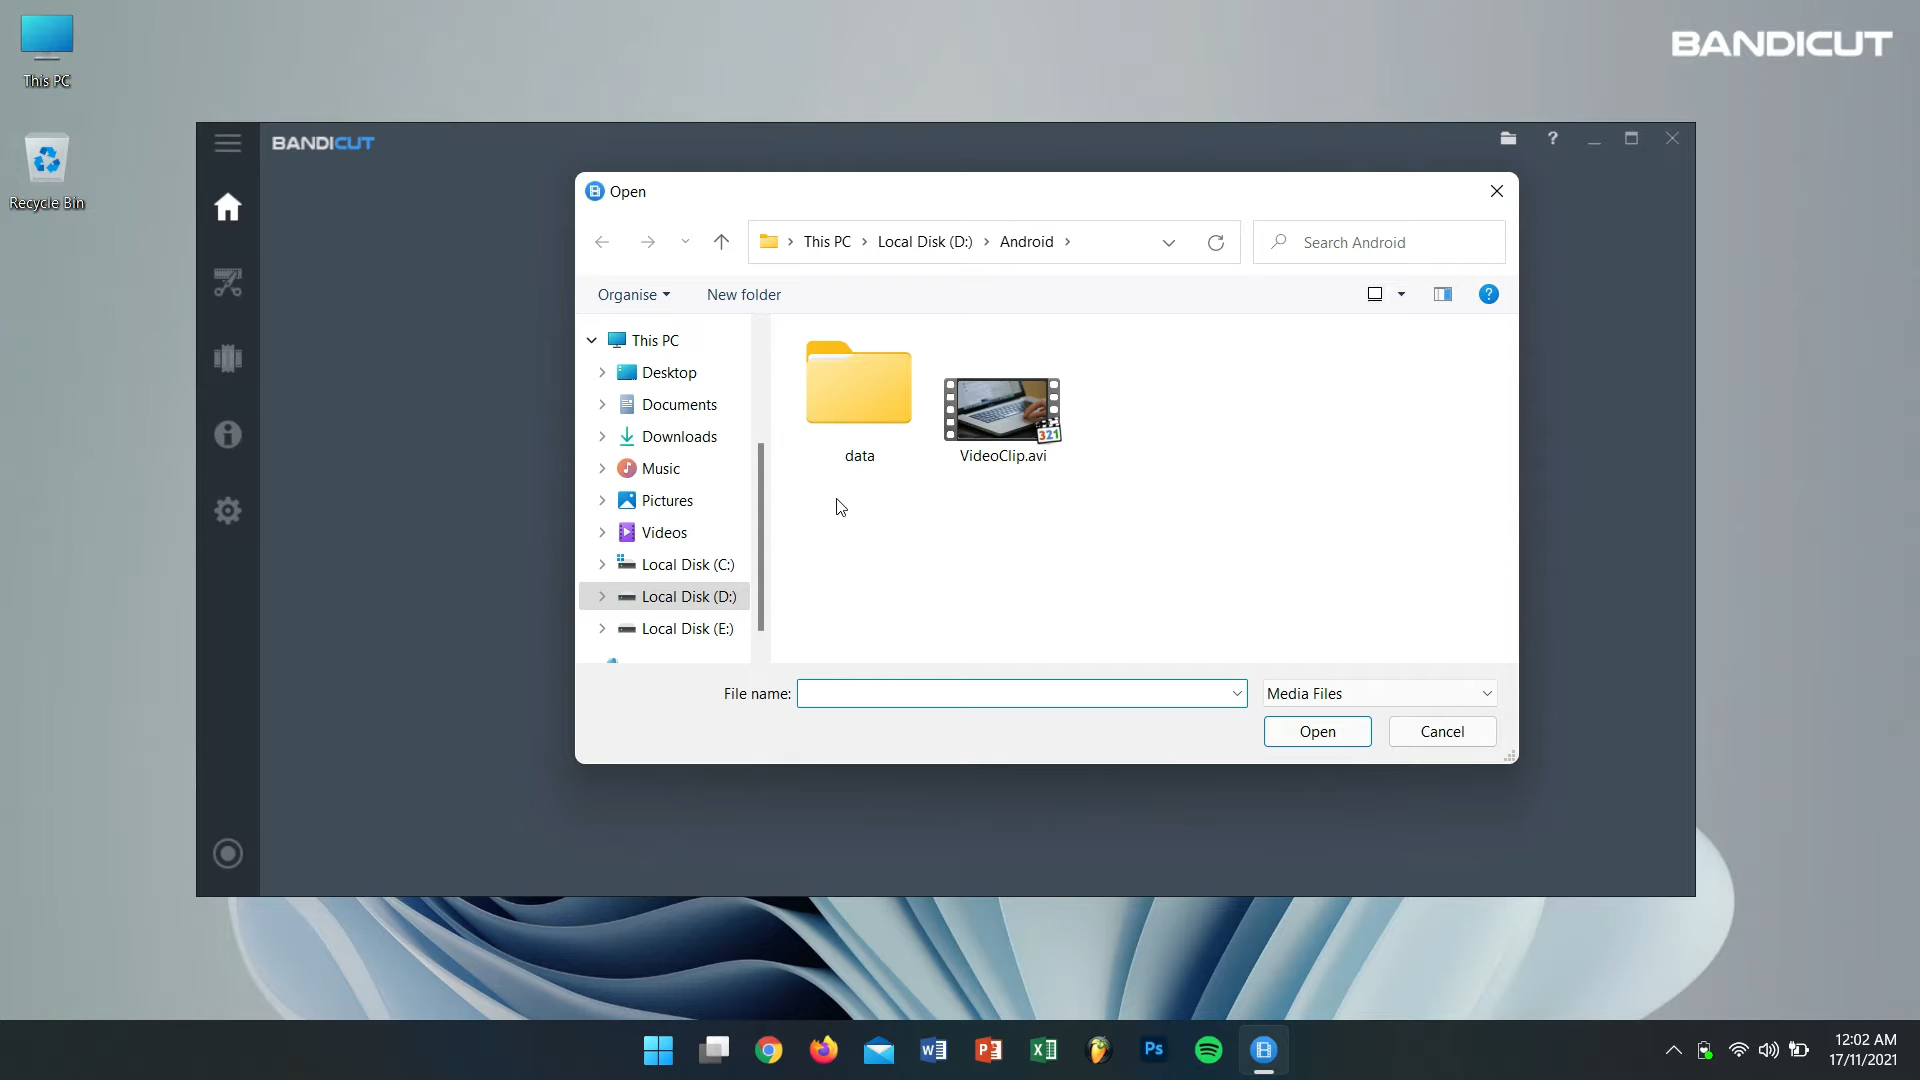 This PC
Recycle Bin
BANDICUT
BANDICUT
?
Open
This PC > Local Disk (D:) > Android >
Search Android
Organise
New folder
?
This PC
Desktop
Documents
Downloads
Music
Pictures
Videos
Local Disk (C:)
Local Disk (D:)
Local Disk (E:)
data
321
VideoClip.avi
File name:
Media Files
Open
Cancel
W
P
X
Ps
12:02 AM
17/11/2021